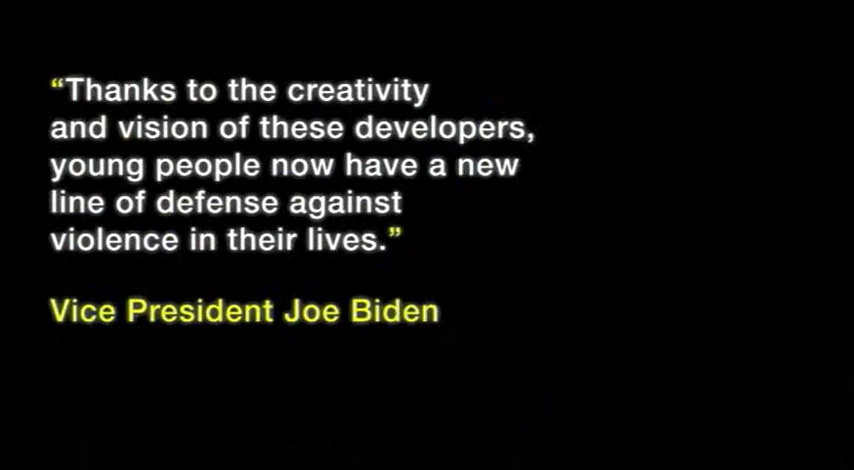 “Thanks to the creativity
and vision of these developers,
young people now have a new
line of defense against
violence in their lives.”
Vice President Joe Biden